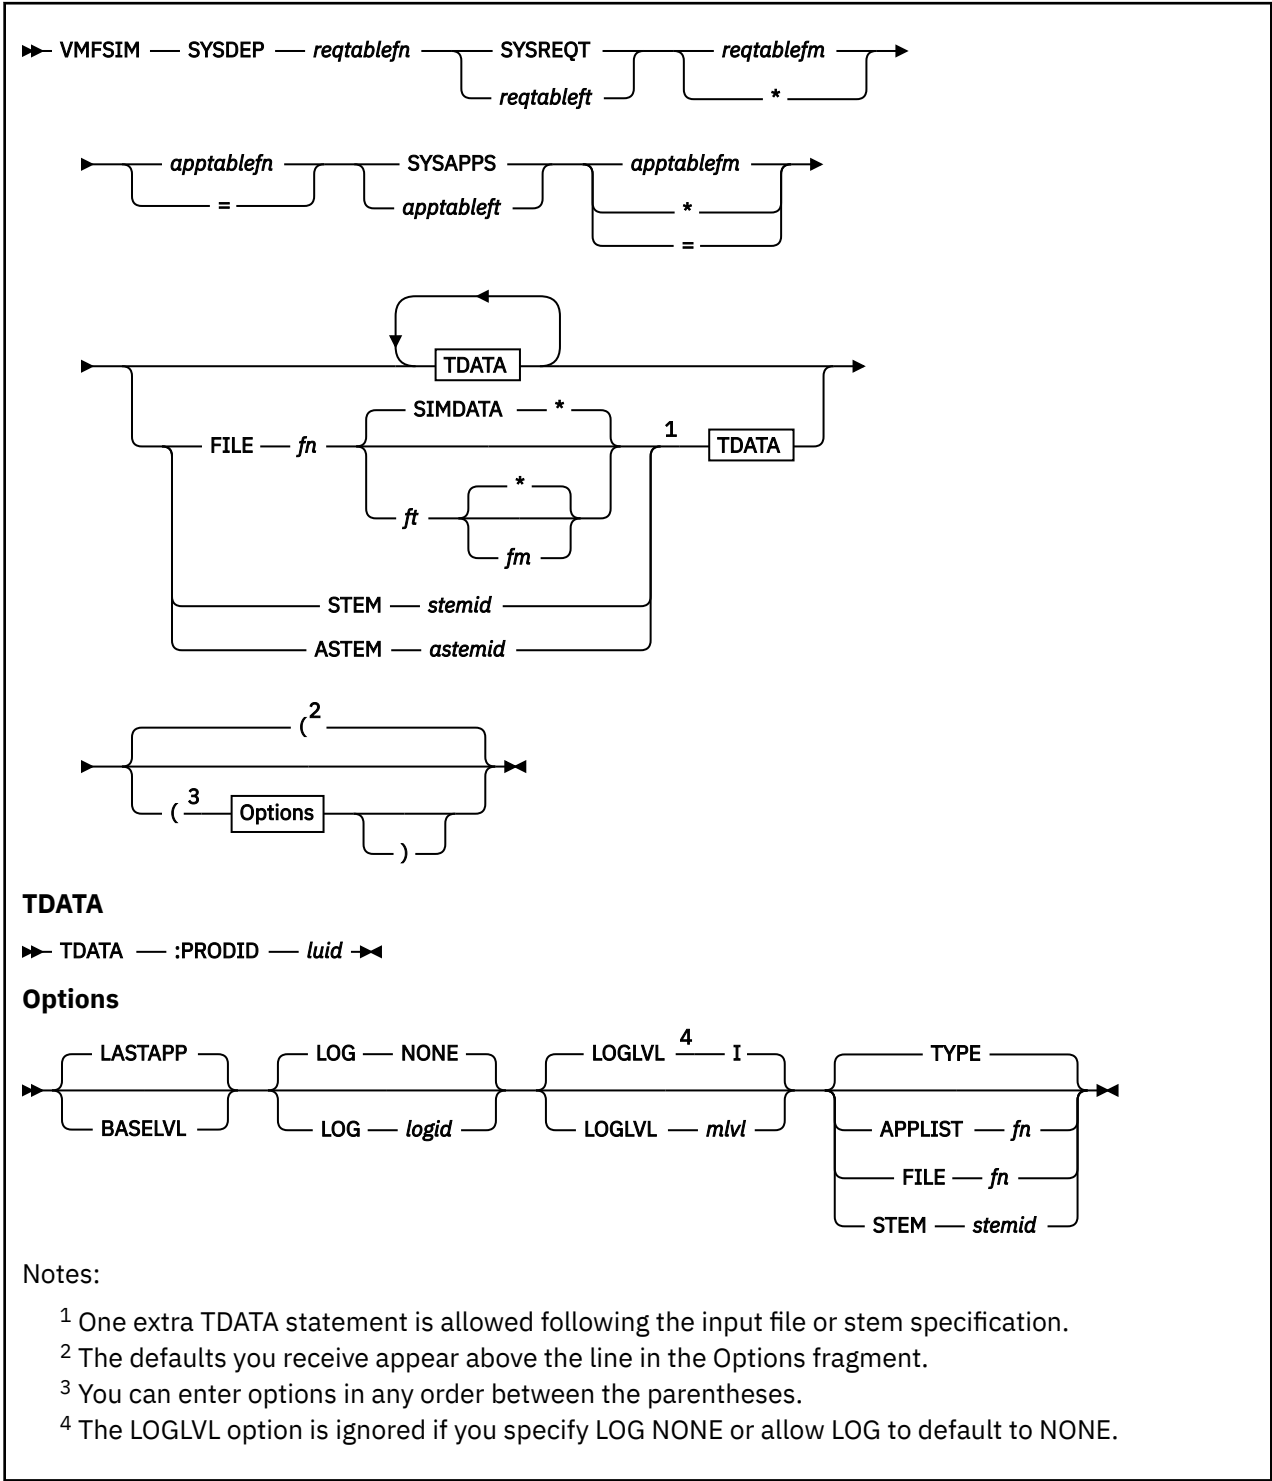 VMFSIM SYSDEP reqtablefn SYSREQT reqtablefm
reqtableft *
apptablefn SYSAPPS apptablefm
= apptableft *
=
TDATA
SIMDATA *
FILE fn 1 TDATA
*
ft
fm
STEM stemid
ASTEM astemid
( 2
( 3 Options
)
TDATA
TDATA :PRODID luid
Options
LASTAPP LOG NONE LOGLVL 4 I TYPE
BASELVL LOG logid LOGLVL mlvl APPLIST fn
FILE fn
STEM stemid
Notes:
1 One extra TDATA statement is allowed following the input file or stem specification.
2 The defaults you receive appear above the line in the Options fragment.
3 You can enter options in any order between the parentheses.
4 The LOGLVL option is ignored if you specify LOG NONE or allow LOG to default to NONE.